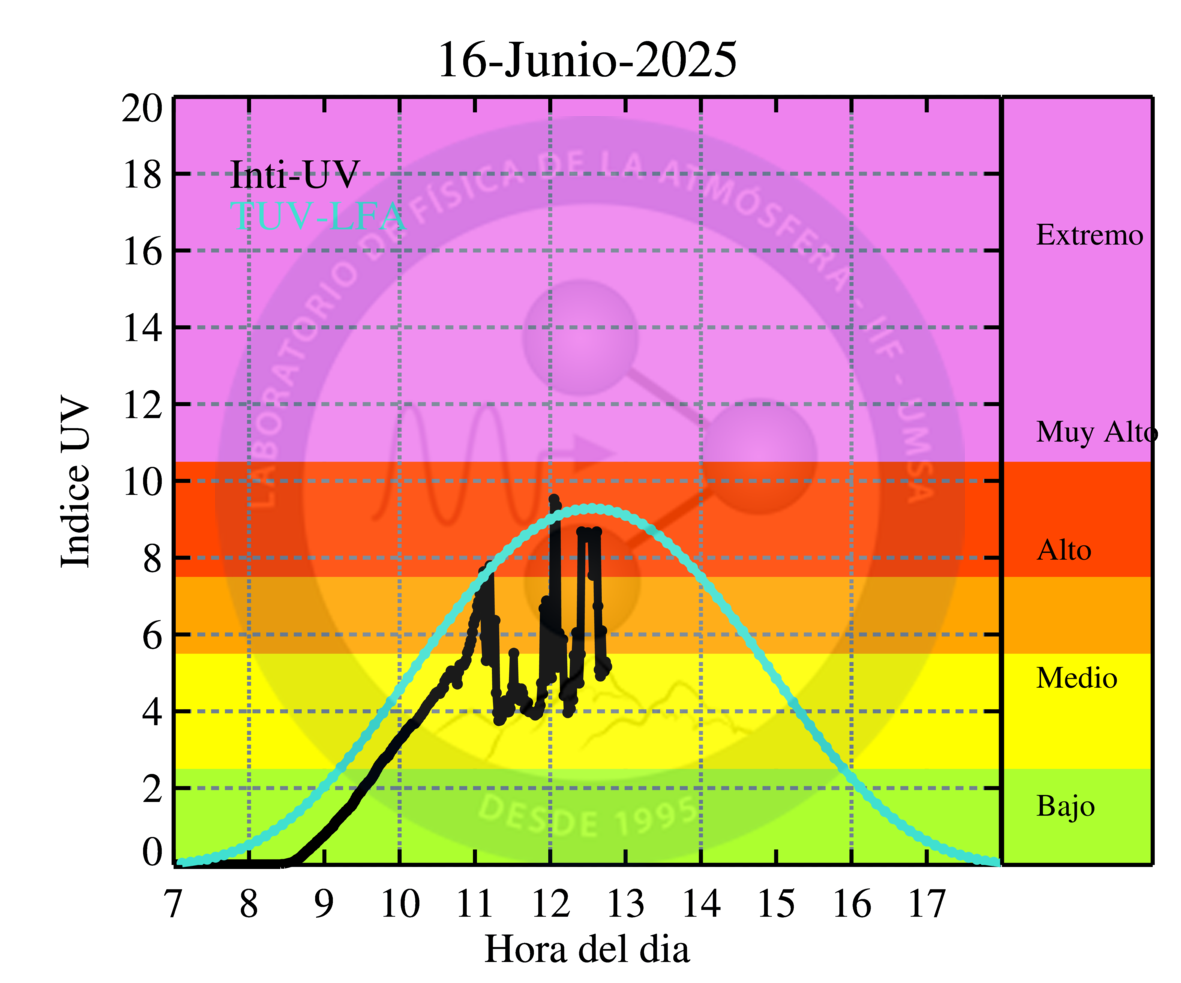 16-Junio-2025
Indice UV
20
18
16
14
12
10
8
6
4
2
0
Inti-UV
TUV-LFA
LABORATORIO DE FÍSICA DE LA ATMÓSFERA - IIF - UMSA
DESDE 1995
Extremo
Muy Alto
Alto
Medio
Bajo
7 8 9 10 11 12 13 14 15 16 17
Hora del dia